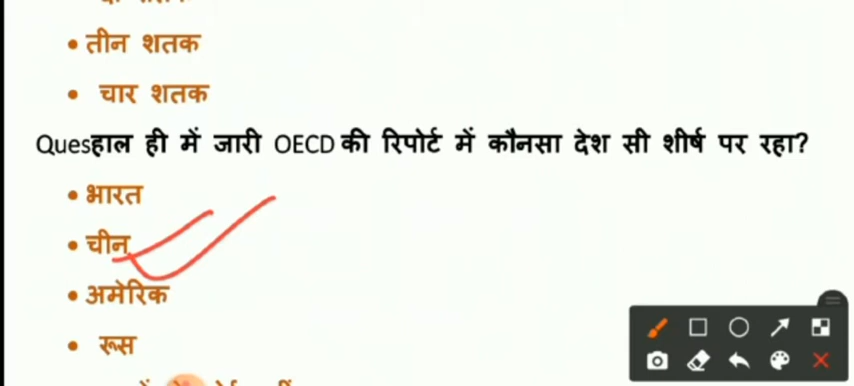 • तीन शतक
• चार शतक
Quesहाल ही में जारी OECD की रिपोर्ट में कौनसा देश सी शीर्ष पर रहा?
• भारत
• चीन
• अमेरिक
• रूस